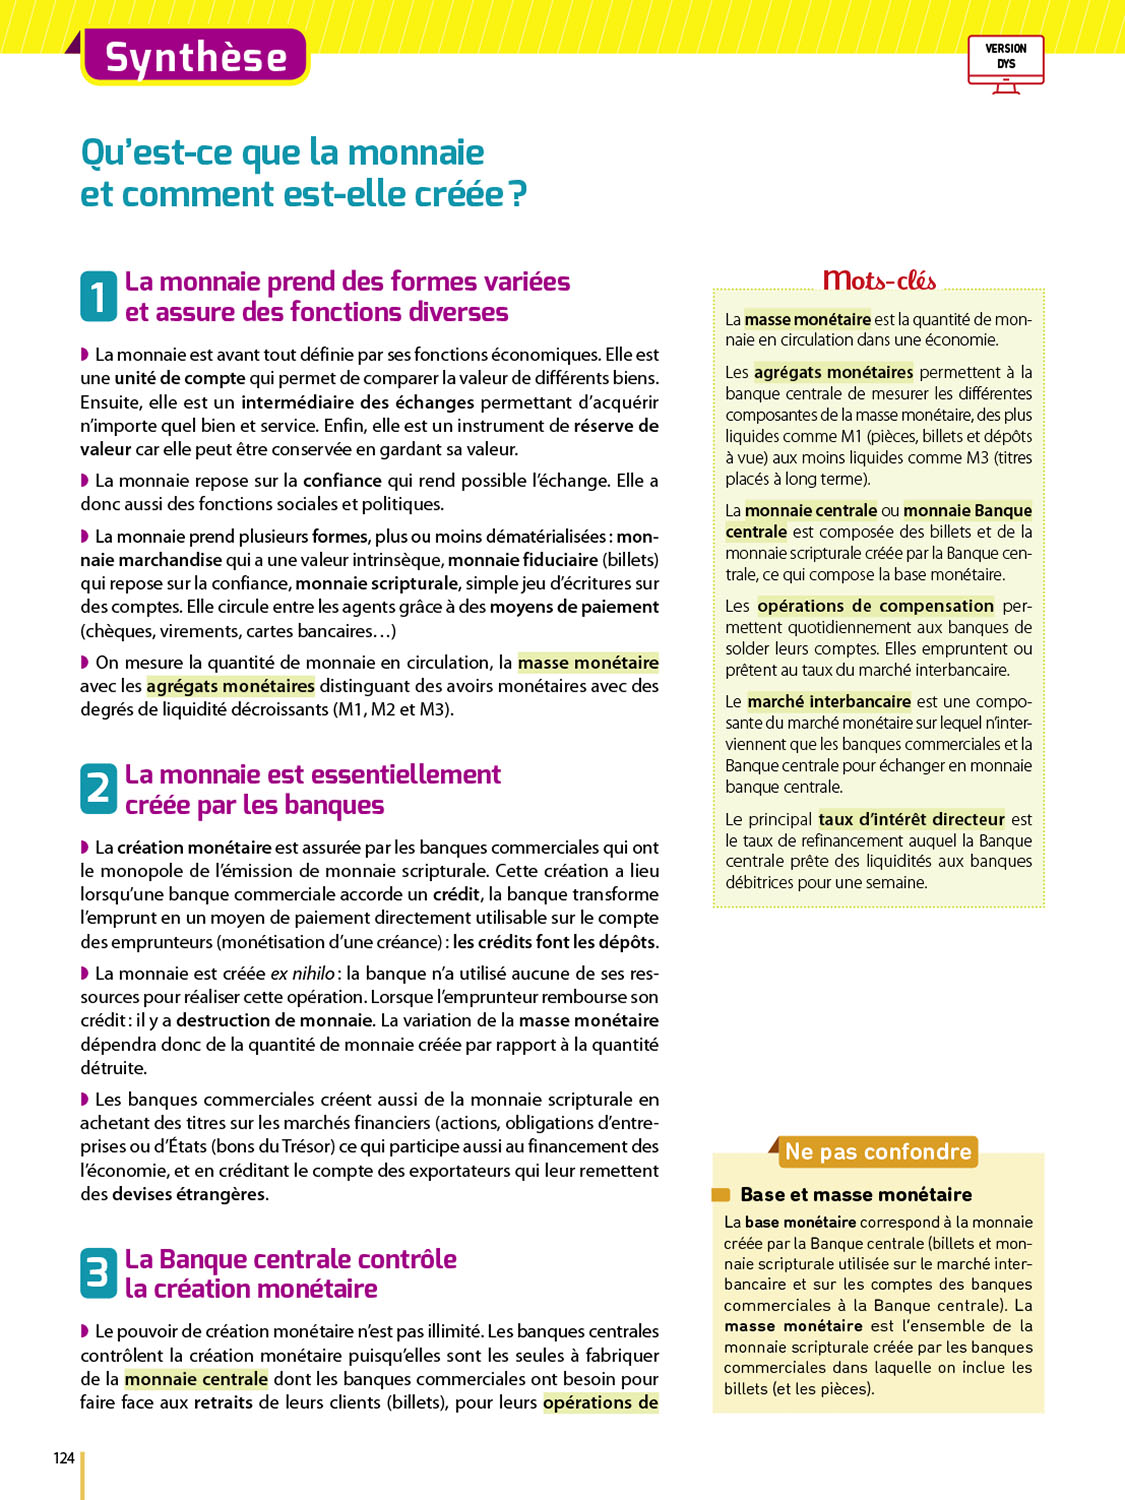 Synthèse
VERSION
DYS
Qu'est-ce que la monnaie
et comment est-elle créée ?
1
La monnaie prend des formes variées
et assure des fonctions diverses
◗ La monnaie est avant tout définie par ses fonctions économiques. Elle est
une unité de compte qui permet de comparer la valeur de différents biens.
Ensuite, elle est un intermédiaire des échanges permettant d'acquérir
n'importe quel bien et service. Enfin, elle est un instrument de réserve de
valeur car elle peut être conservée en gardant sa valeur.
◗ La monnaie repose sur la confiance qui rend possible l'échange. Elle a
donc aussi des fonctions sociales et politiques.
◗ La monnaie prend plusieurs formes, plus ou moins dématérialisées : mon-
naie marchandise qui a une valeur intrinsèque, monnaie fiduciaire (billets)
qui repose sur la confiance, monnaie scripturale, simple jeu d'écritures sur
des comptes. Elle circule entre les agents grâce à des moyens de paiement
(chèques, virements, cartes bancaires…)
◗ On mesure la quantité de monnaie en circulation, la masse monétaire
avec les agrégats monétaires distinguant des avoirs monétaires avec des
degrés de liquidité décroissants (M1, M2 et M3).
2
La monnaie est essentiellement
créée par les banques
◗ La création monétaire est assurée par les banques commerciales qui ont
le monopole de l'émission de monnaie scripturale. Cette création a lieu
lorsqu'une banque commerciale accorde un crédit, la banque transforme
l'emprunt en un moyen de paiement directement utilisable sur le compte
des emprunteurs (monétisation d'une créance) : les crédits font les dépôts.
◗ La monnaie est créée ex nihilo : la banque n'a utilisé aucune de ses res-
sources pour réaliser cette opération. Lorsque l'emprunteur rembourse son
crédit : il y a destruction de monnaie. La variation de la masse monétaire
dépendra donc de la quantité de monnaie créée par rapport à la quantité
détruite.
◗ Les banques commerciales créent aussi de la monnaie scripturale en
achetant des titres sur les marchés financiers (actions, obligations d'entre-
prises ou d'États (bons du Trésor) ce qui participe aussi au financement des
l'économie, et en créditant le compte des exportateurs qui leur remettent
des devises étrangères.
3
La Banque centrale contrôle
la création monétaire
◗ Le pouvoir de création monétaire n'est pas illimité. Les banques centrales
contrôlent la création monétaire puisqu'elles sont les seules à fabriquer
de la monnaie centrale dont les banques commerciales ont besoin pour
faire face aux retraits de leurs clients (billets), pour leurs opérations de
Mots-clés
La masse monétaire est la quantité de mon-
naie en circulation dans une économie.
Les agrégats monétaires permettent à la
banque centrale de mesurer les différentes
composantes de la masse monétaire, des plus
liquides comme M1 (pièces, billets et dépôts
à vue) aux moins liquides comme M3 (titres
placés à long terme).
La monnaie centrale ou monnaie Banque
centrale est composée des billets et de la
monnaie scripturale créée par la Banque cen-
trale, ce qui compose la base monétaire.
Les opérations de compensation per-
mettent quotidiennement aux banques de
solder leurs comptes. Elles empruntent ou
prêtent au taux du marché interbancaire.
Le marché interbancaire est une compo-
sante du marché monétaire sur lequel n'inter-
viennent que les banques commerciales et la
Banque centrale pour échanger en monnaie
banque centrale.
Le principal taux d'intérêt directeur est
le taux de refinancement auquel la Banque
centrale prête des liquidités aux banques
débitrices pour une semaine.
Ne pas confondre
Base et masse monétaire
La base monétaire correspond à la monnaie
créée par la Banque centrale (billets et mon-
naie scripturale utilisée sur le marché inter-
bancaire et sur les comptes des banques
commerciales à la Banque centrale). La
masse monétaire est l'ensemble de la
monnaie scripturale créée par les banques
commerciales dans laquelle on inclue les
billets (et les pièces).
124